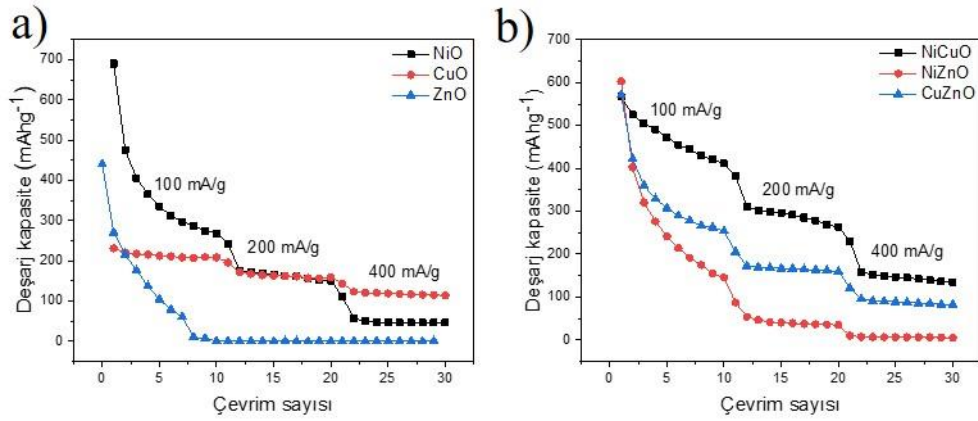 a)
700
600
500
400
300
200
100
0
Deşarj kapasite (mAhg⁻¹)
NiO
CuO
ZnO
100 mA/g
200 mA/g
400 mA/g
0 5 10 15 20 25 30
Çevrim sayısı
b)
700
600
500
400
300
200
100
0
Deşarj kapasite (mAhg⁻¹)
NiCuO
NiZnO
CuZnO
100 mA/g
200 mA/g
400 mA/g
0 5 10 15 20 25 30
Çevrim sayısı